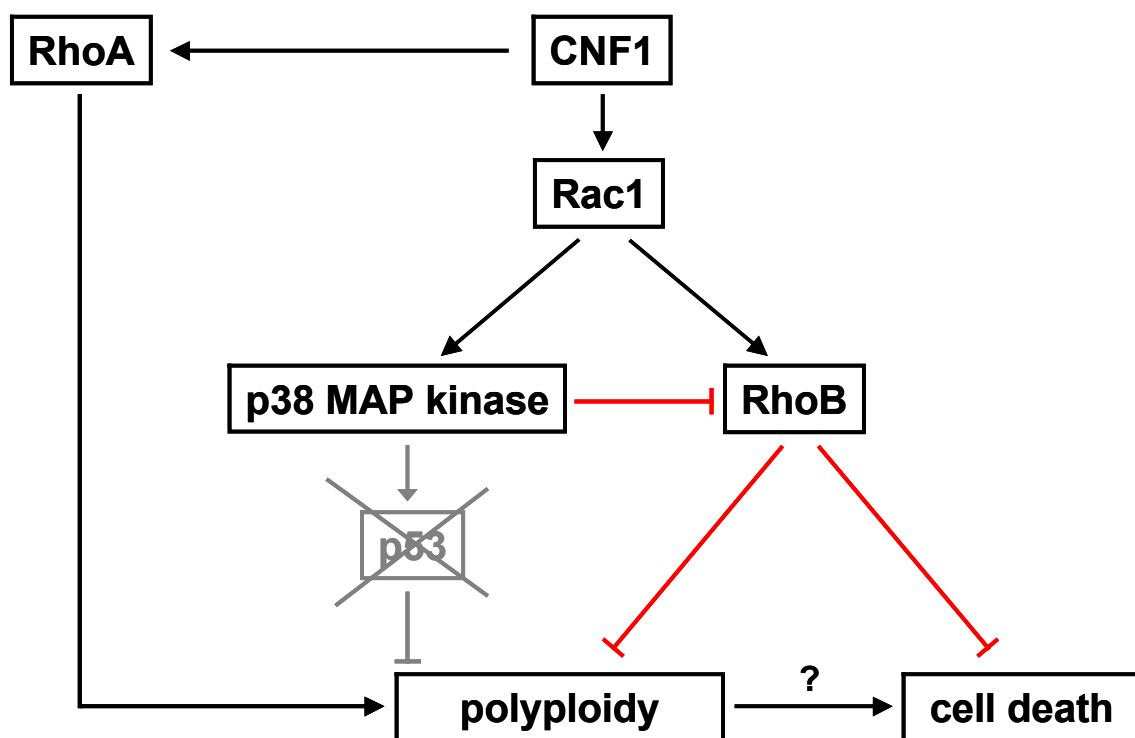 RhoA
CNF1
Rac1
p38 MAP kinase
RhoB
p53
?
polyploidy
cell death